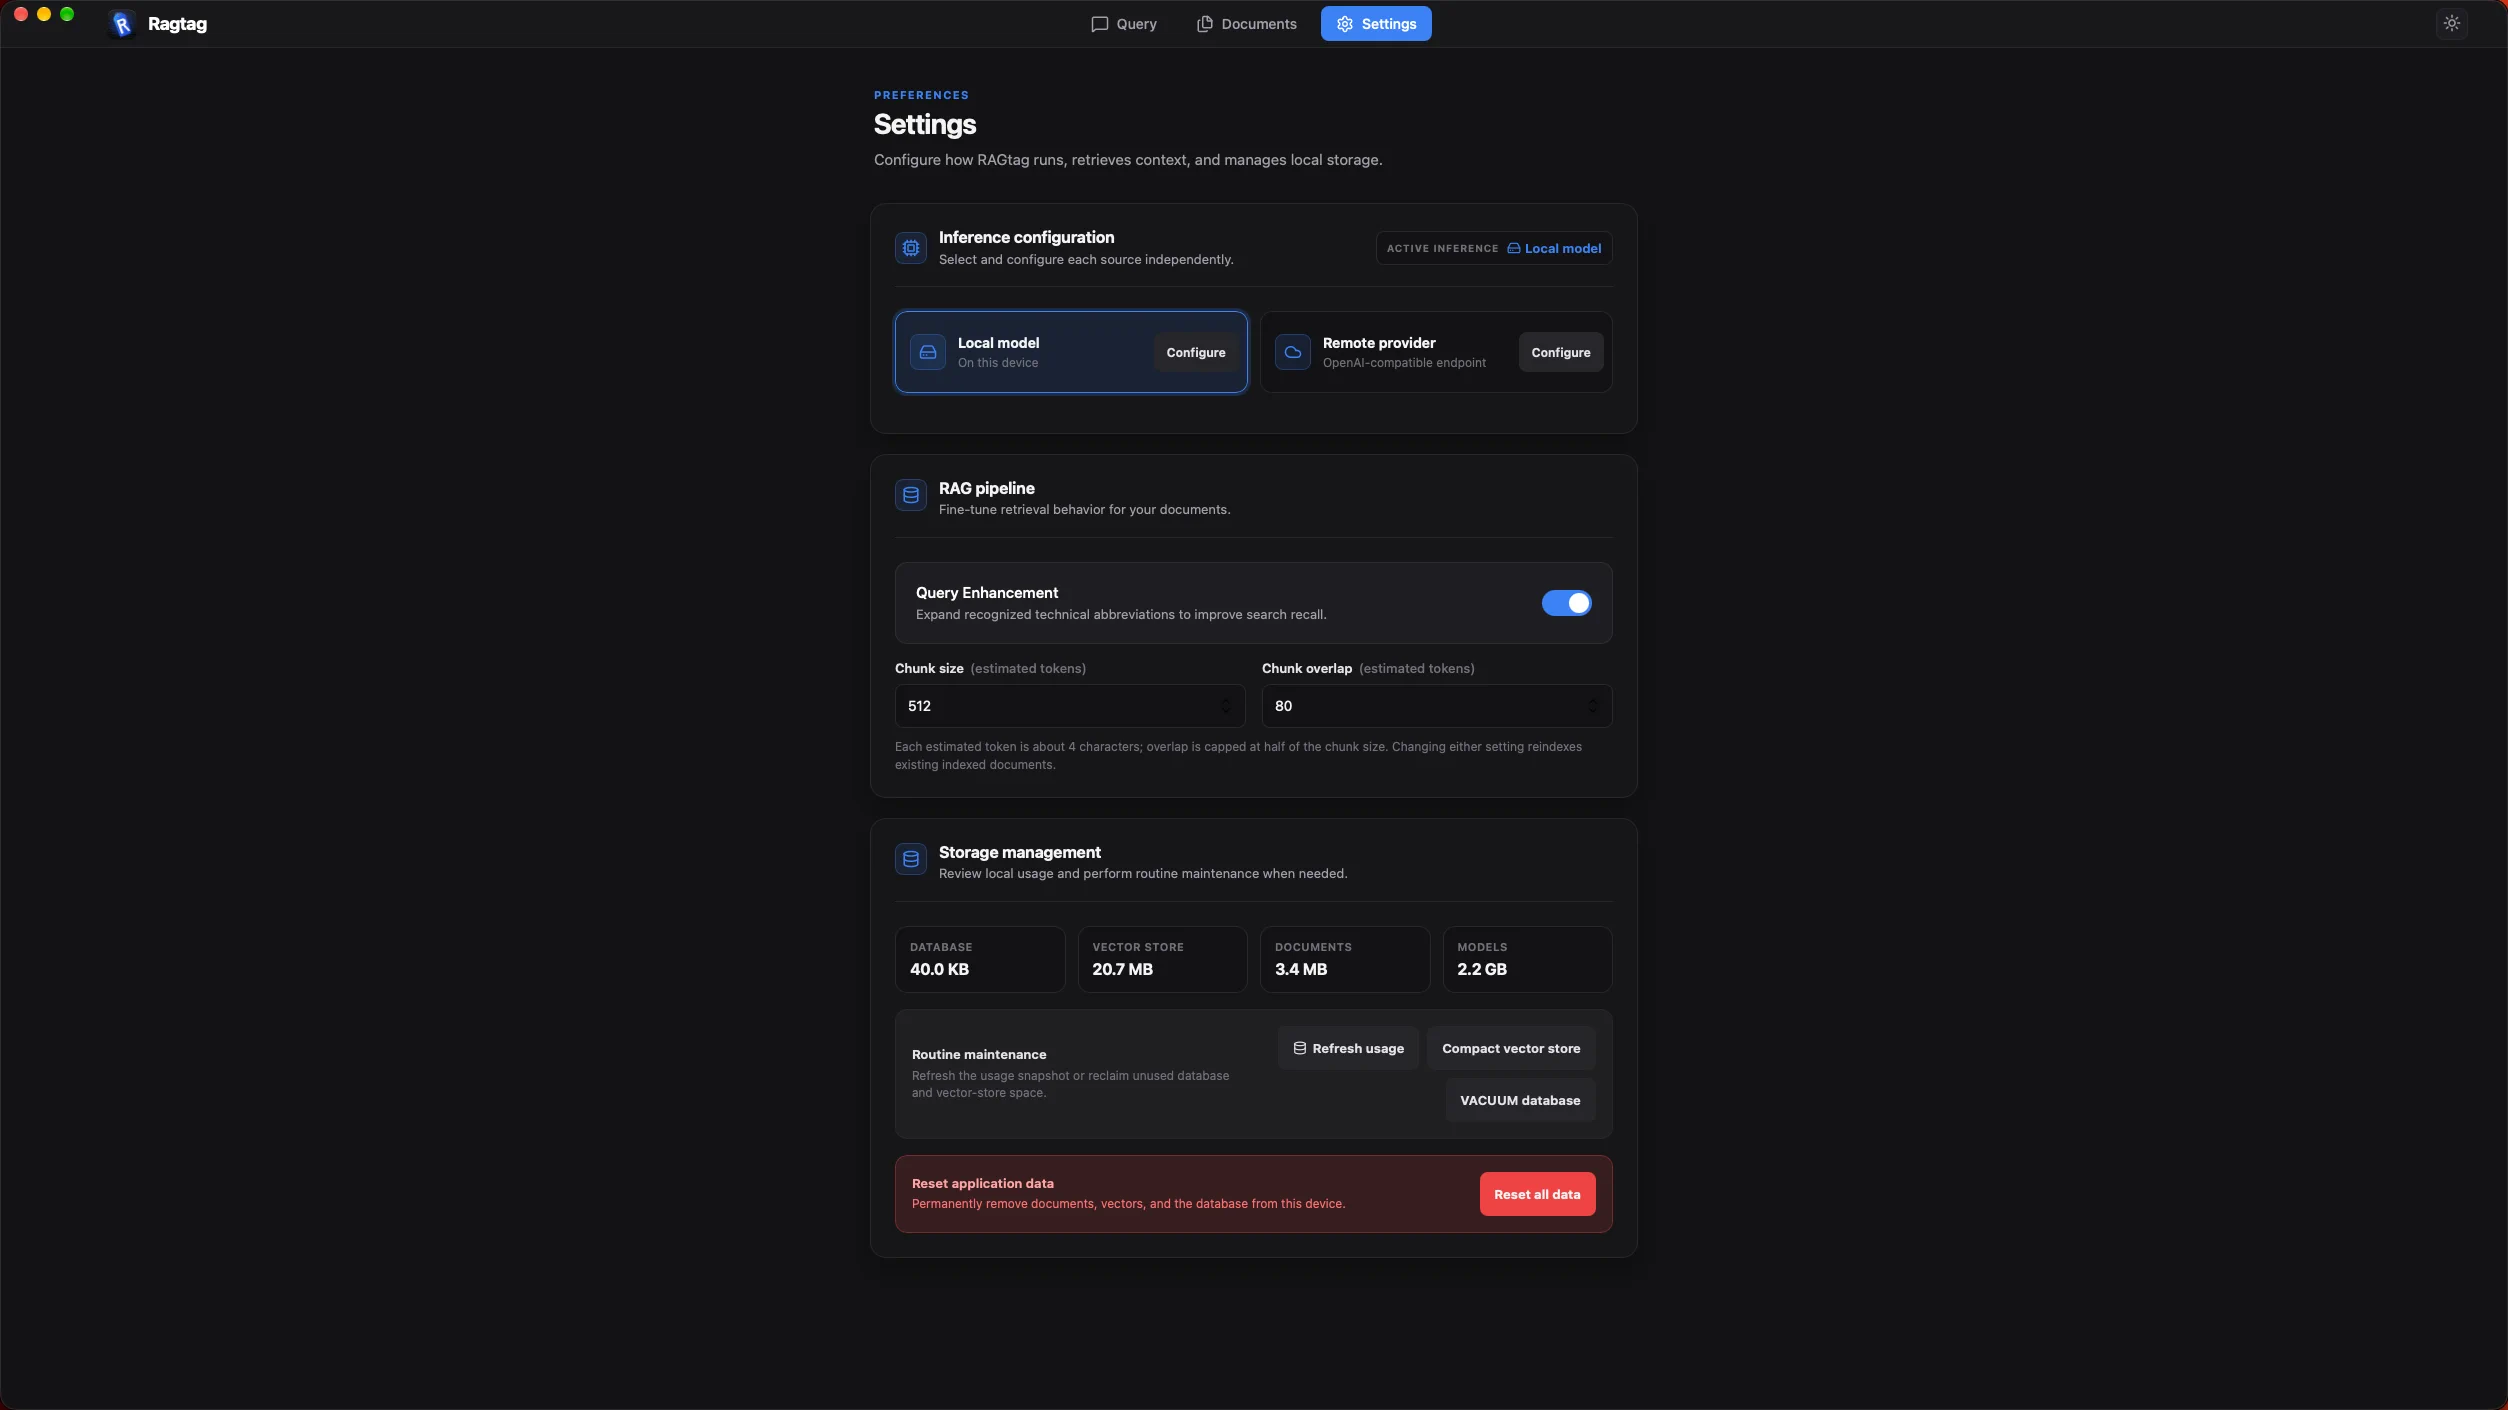 Ragtag
Query
Documents
Settings
PREFERENCES
Settings
Configure how RAGtag runs, retrieves context, and manages local storage.
Inference configuration
Select and configure each source independently.
ACTIVE INFERENCE Local model
Local model
On this device
Configure
Remote provider
OpenAI-compatible endpoint
Configure
RAG pipeline
Fine-tune retrieval behavior for your documents.
Query Enhancement
Expand recognized technical abbreviations to improve search recall.
Chunk size (estimated tokens)
512
Chunk overlap (estimated tokens)
80
Each estimated token is about 4 characters; overlap is capped at half of the chunk size. Changing either setting reindexes
existing indexed documents.
Storage management
Review local usage and perform routine maintenance when needed.
DATABASE
40.0 KB
VECTOR STORE
20.7 MB
DOCUMENTS
3.4 MB
MODELS
2.2 GB
Routine maintenance
Refresh the usage snapshot or reclaim unused database
and vector-store space.
Refresh usage
Compact vector store
VACUUM database
Reset application data
Permanently remove documents, vectors, and the database from this device.
Reset all data